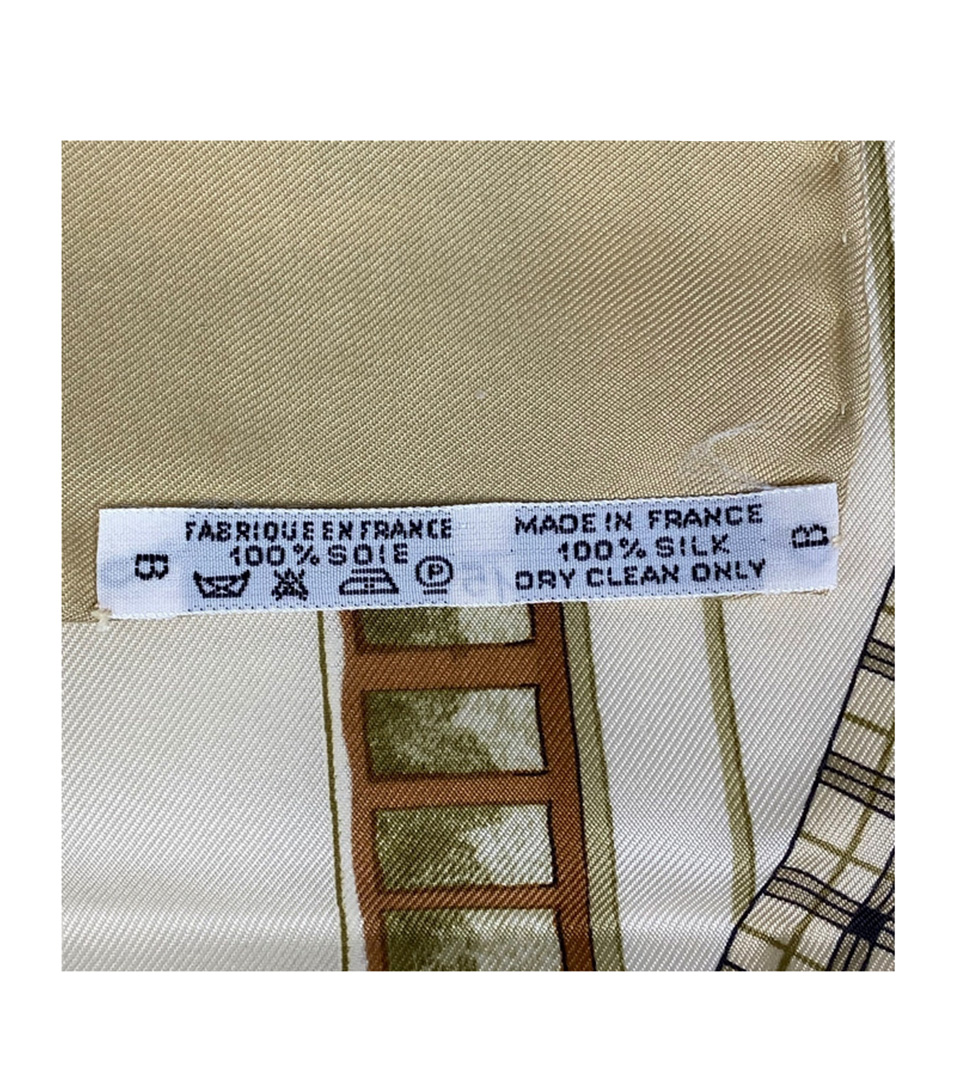 B
FABRIQUE EN FRANCE
100% SOIE
P
MADE IN FRANCE
100% SILK
DRY CLEAN ONLY
B